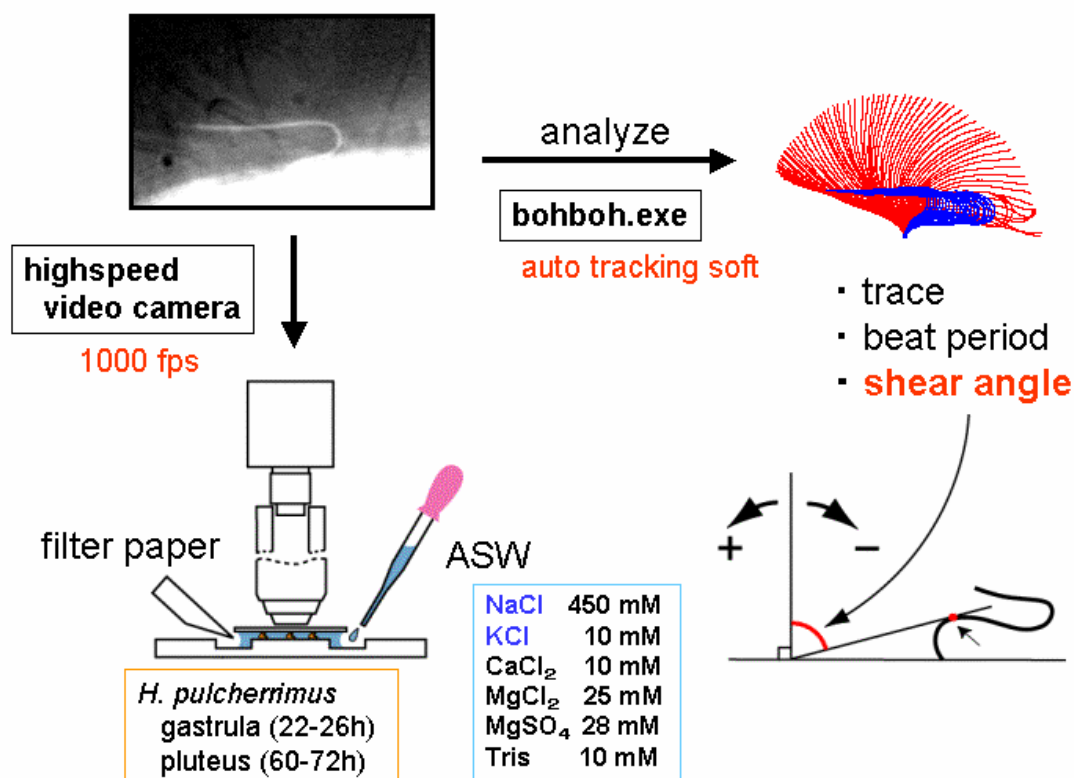 analyze
bohboh.exe
auto tracking soft
highspeed
video camera
1000 fps
・ trace
・ beat period
・ shear angle
+ −
filter paper
ASW
NaCl 450 mM
KCl 10 mM
CaCl₂ 10 mM
MgCl₂ 25 mM
MgSO₄ 28 mM
Tris 10 mM
H. pulcherrimus
gastrula (22-26h)
pluteus (60-72h)